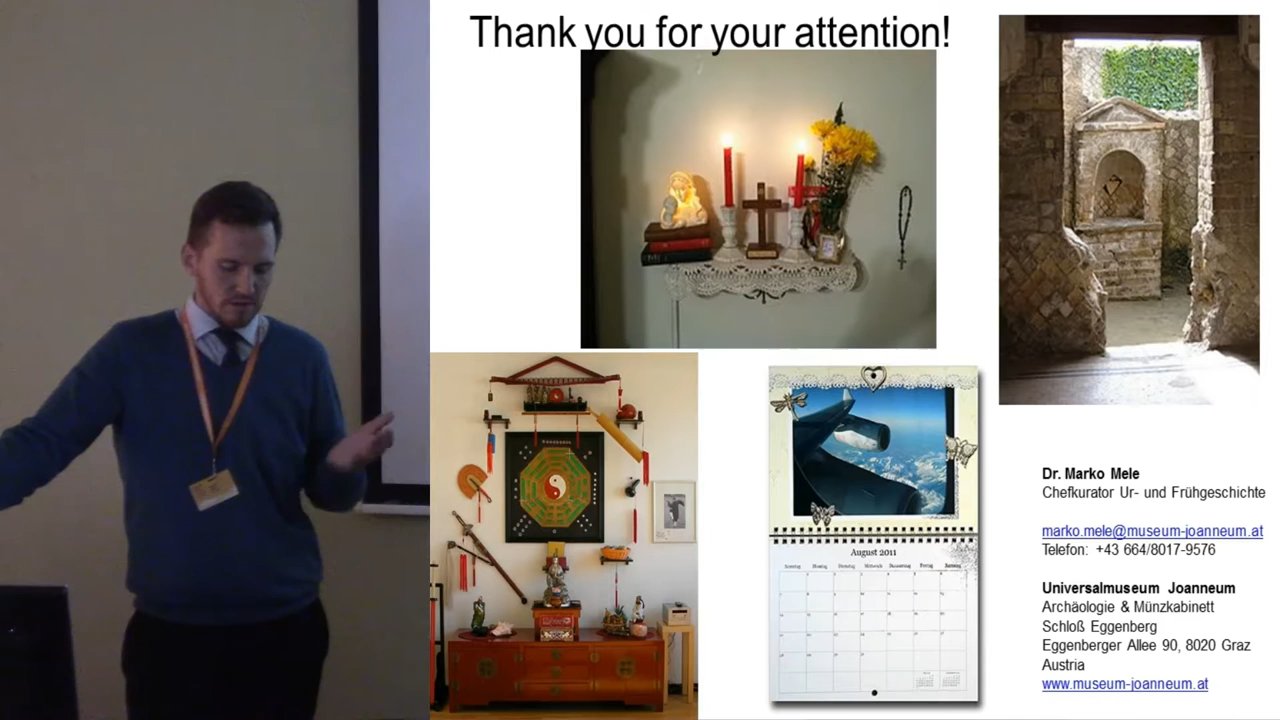 Thank you for your attention!
August 2011
Dr. Marko Mele
Chefkurator Ur- und Frühgeschichte
marko.mele@museum-joanneum.at
Telefon: +43 664/8017-9576
Universalmuseum Joanneum
Archäologie & Münzkabinett
Schloß Eggenberg
Eggenberger Allee 90, 8020 Graz
Austria
www.museum-joanneum.at